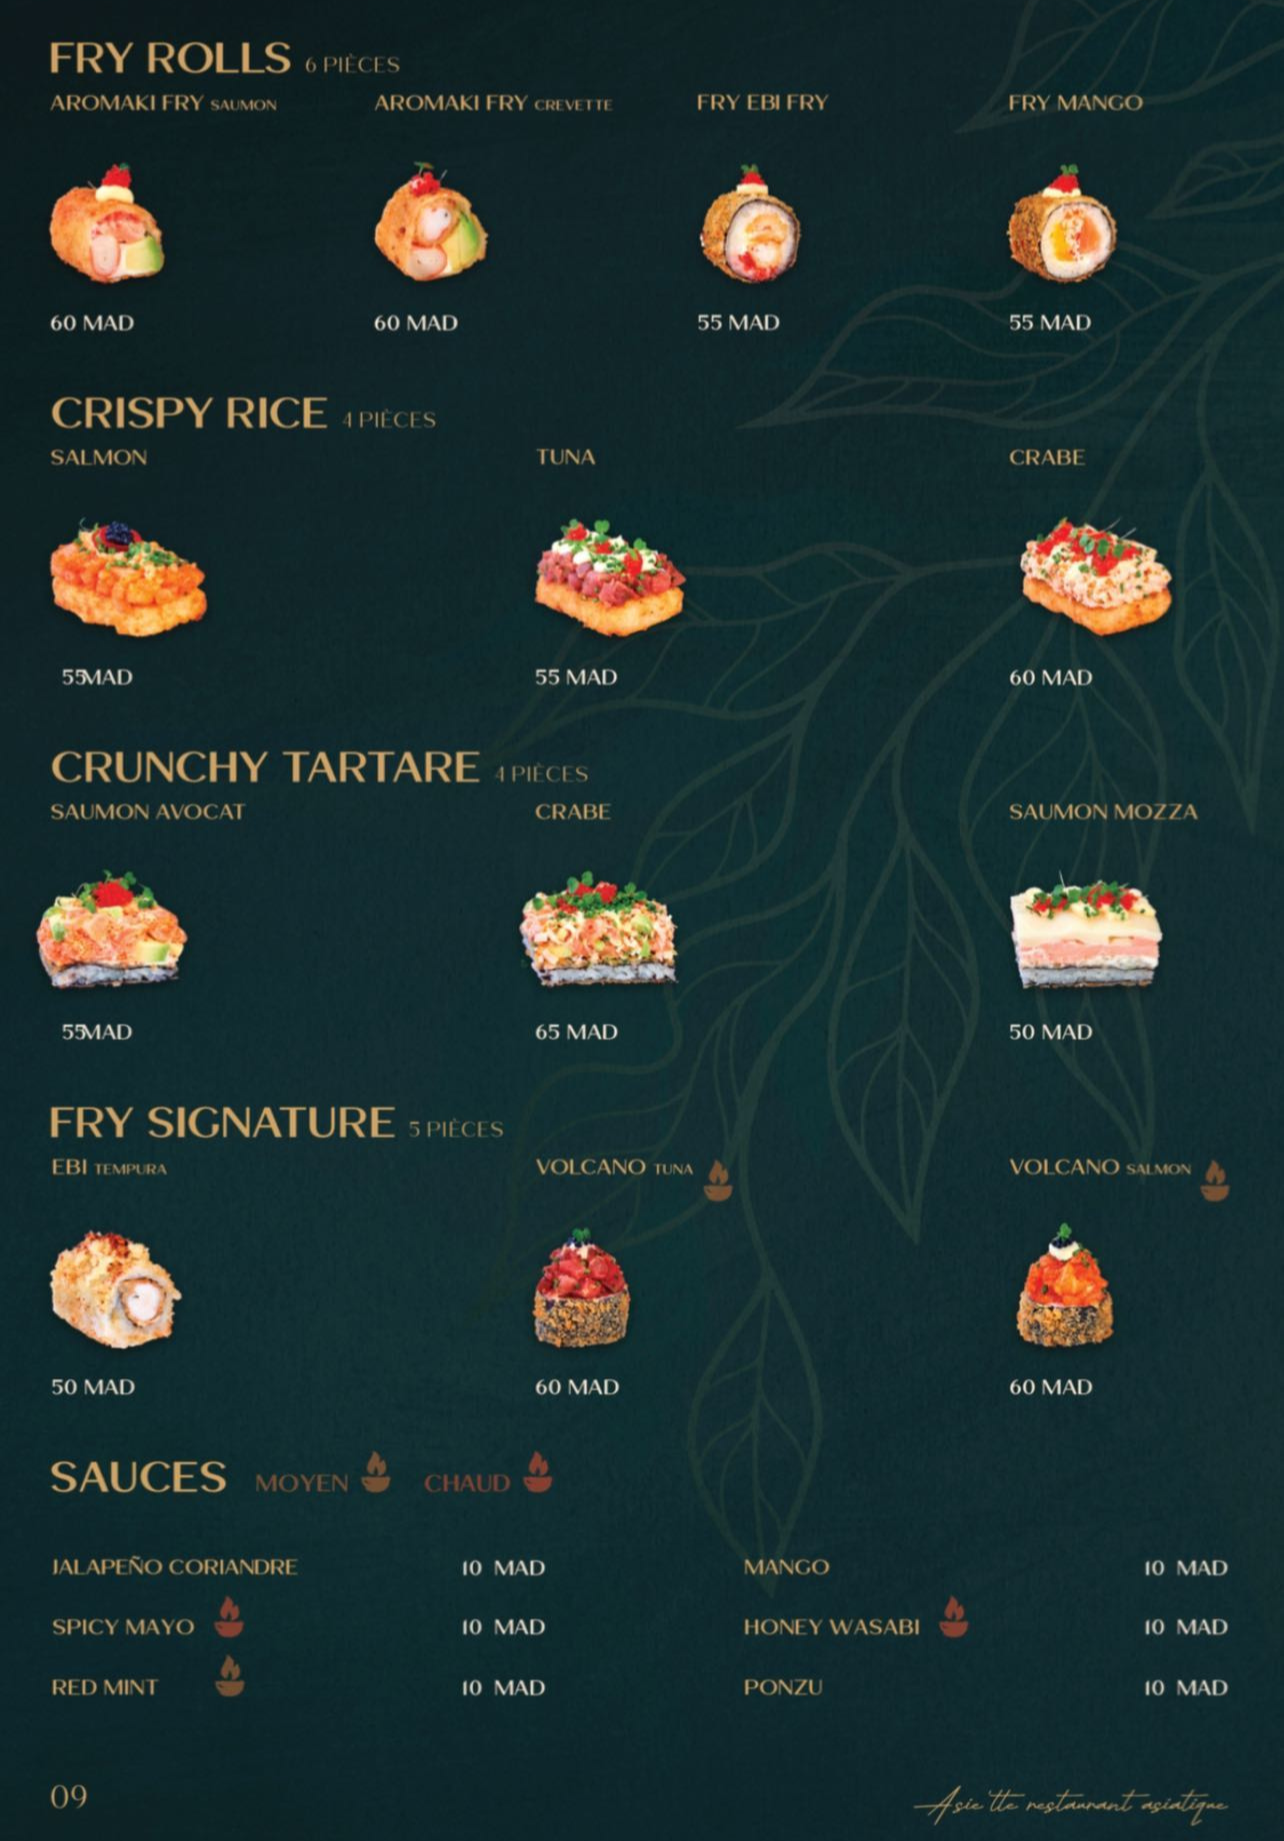 FRY ROLLS 6 PIÈCES
AROMAKI FRY SAUMON
AROMAKI FRY CREVETTE
FRY EBI FRY
FRY MANGO
60 MAD
60 MAD
55 MAD
55 MAD
CRISPY RICE 4 PIÈCES
SALMON
TUNA
CRABE
55MAD
55 MAD
60 MAD
CRUNCHY TARTARE 4 PIÈCES
SAUMON AVOCAT
CRABE
SAUMON MOZZA
55MAD
65 MAD
50 MAD
FRY SIGNATURE 5 PIÈCES
EBI TEMPURA
VOLCANO TUNA
VOLCANO SALMON
50 MAD
60 MAD
60 MAD
SAUCES MOYEN CHAUD
JALAPEÑO CORIANDRE 10 MAD
MANGO 10 MAD
SPICY MAYO 10 MAD
HONEY WASABI 10 MAD
RED MINT 10 MAD
PONZU 10 MAD
09
Asie'tte restaurant asiatique